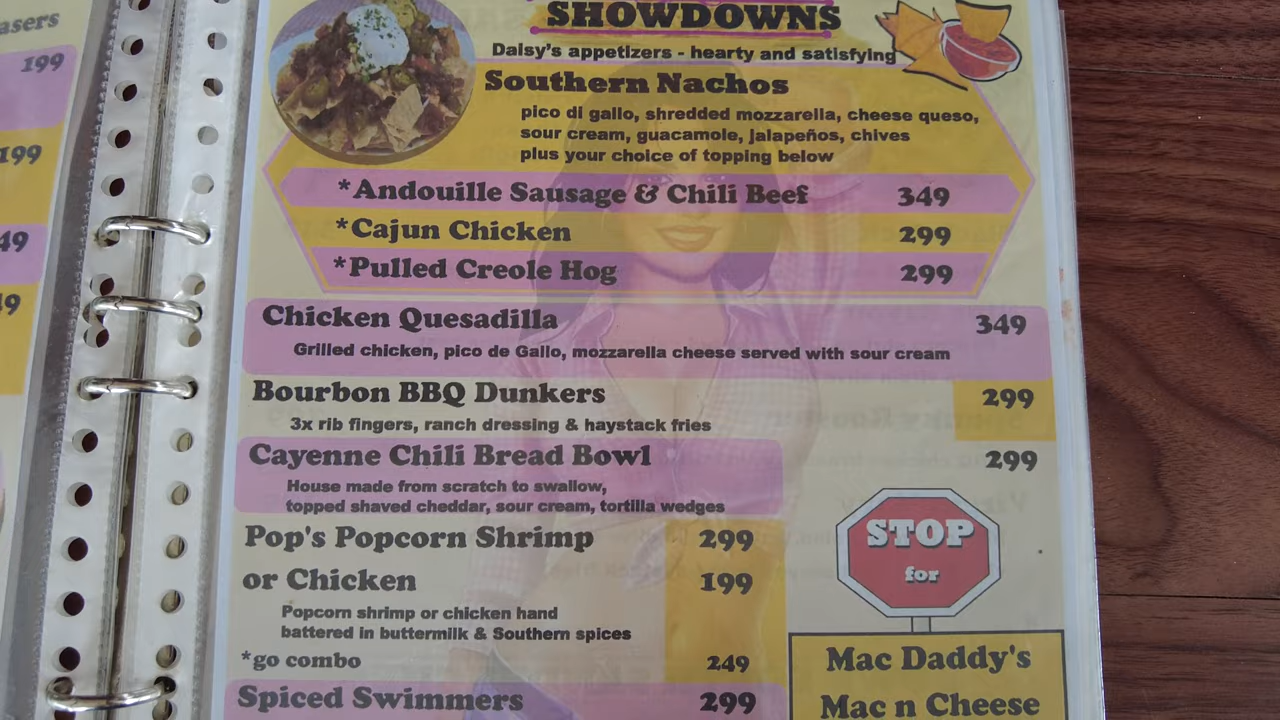 asers
199
199
49
9
SHOWDOWNS
Daisy's appetizers - hearty and satisfying
Southern Nachos
pico di gallo, shredded mozzarella, cheese queso,
sour cream, guacamole, jalapeños, chives
plus your choice of topping below
*Andouille Sausage & Chili Beef 349
*Cajun Chicken 299
*Pulled Creole Hog 299
Chicken Quesadilla 349
Grilled chicken, pico de Gallo, mozzarella cheese served with sour cream
Bourbon BBQ Dunkers 299
3x rib fingers, ranch dressing & haystack fries
Cayenne Chili Bread Bowl 299
House made from scratch to swallow,
topped shaved cheddar, sour cream, tortilla wedges
Pop's Popcorn Shrimp 299
or Chicken 199
Popcorn shrimp or chicken hand
battered in buttermilk & Southern spices
*go combo 249
Spiced Swimmers 299
STOP
for
Mac Daddy's
Mac n Cheese